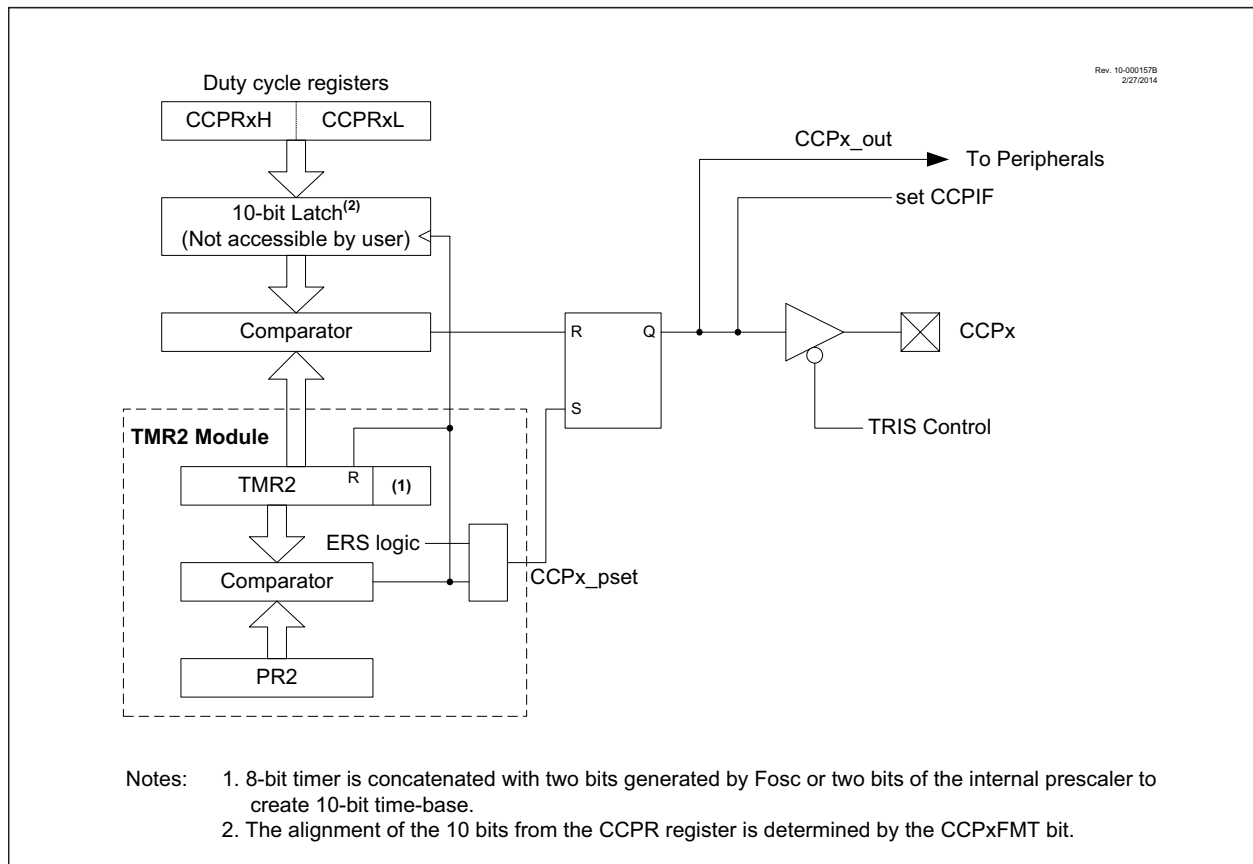 Rev. 10-000157B
2/27/2014
Duty cycle registers
CCPRxH CCPRxL
CCPx_out
To Peripherals
set CCPIF
10-bit Latch(2)
(Not accessible by user)
Comparator
R Q
CCPx
S
TRIS Control
TMR2 Module
R
TMR2 (1)
ERS logic
CCPx_pset
Comparator
PR2
Notes: 1. 8-bit timer is concatenated with two bits generated by Fosc or two bits of the internal prescaler to
create 10-bit time-base.
2. The alignment of the 10 bits from the CCPR register is determined by the CCPxFMT bit.